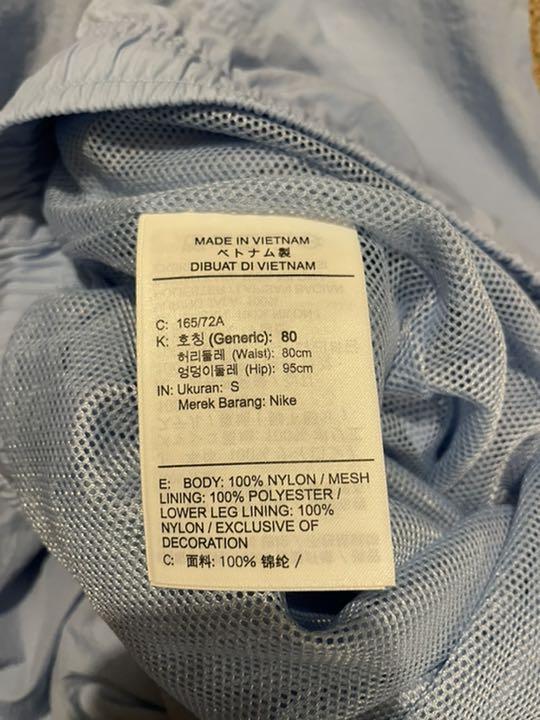 MADE IN VIETNAM
ベトナム製
DIBUAT DI VIETNAM
C: 165/72A
K: 호칭 (Generic): 80
허리둘레 (Waist): 80cm
엉덩이둘레 (Hip): 95cm
IN: Ukuran: S
Merek Barang: Nike
E: BODY: 100% NYLON / MESH
LINING: 100% POLYESTER /
LOWER LEG LINING: 100%
NYLON / EXCLUSIVE OF
DECORATION
C: 面料: 100% 锦纶 /